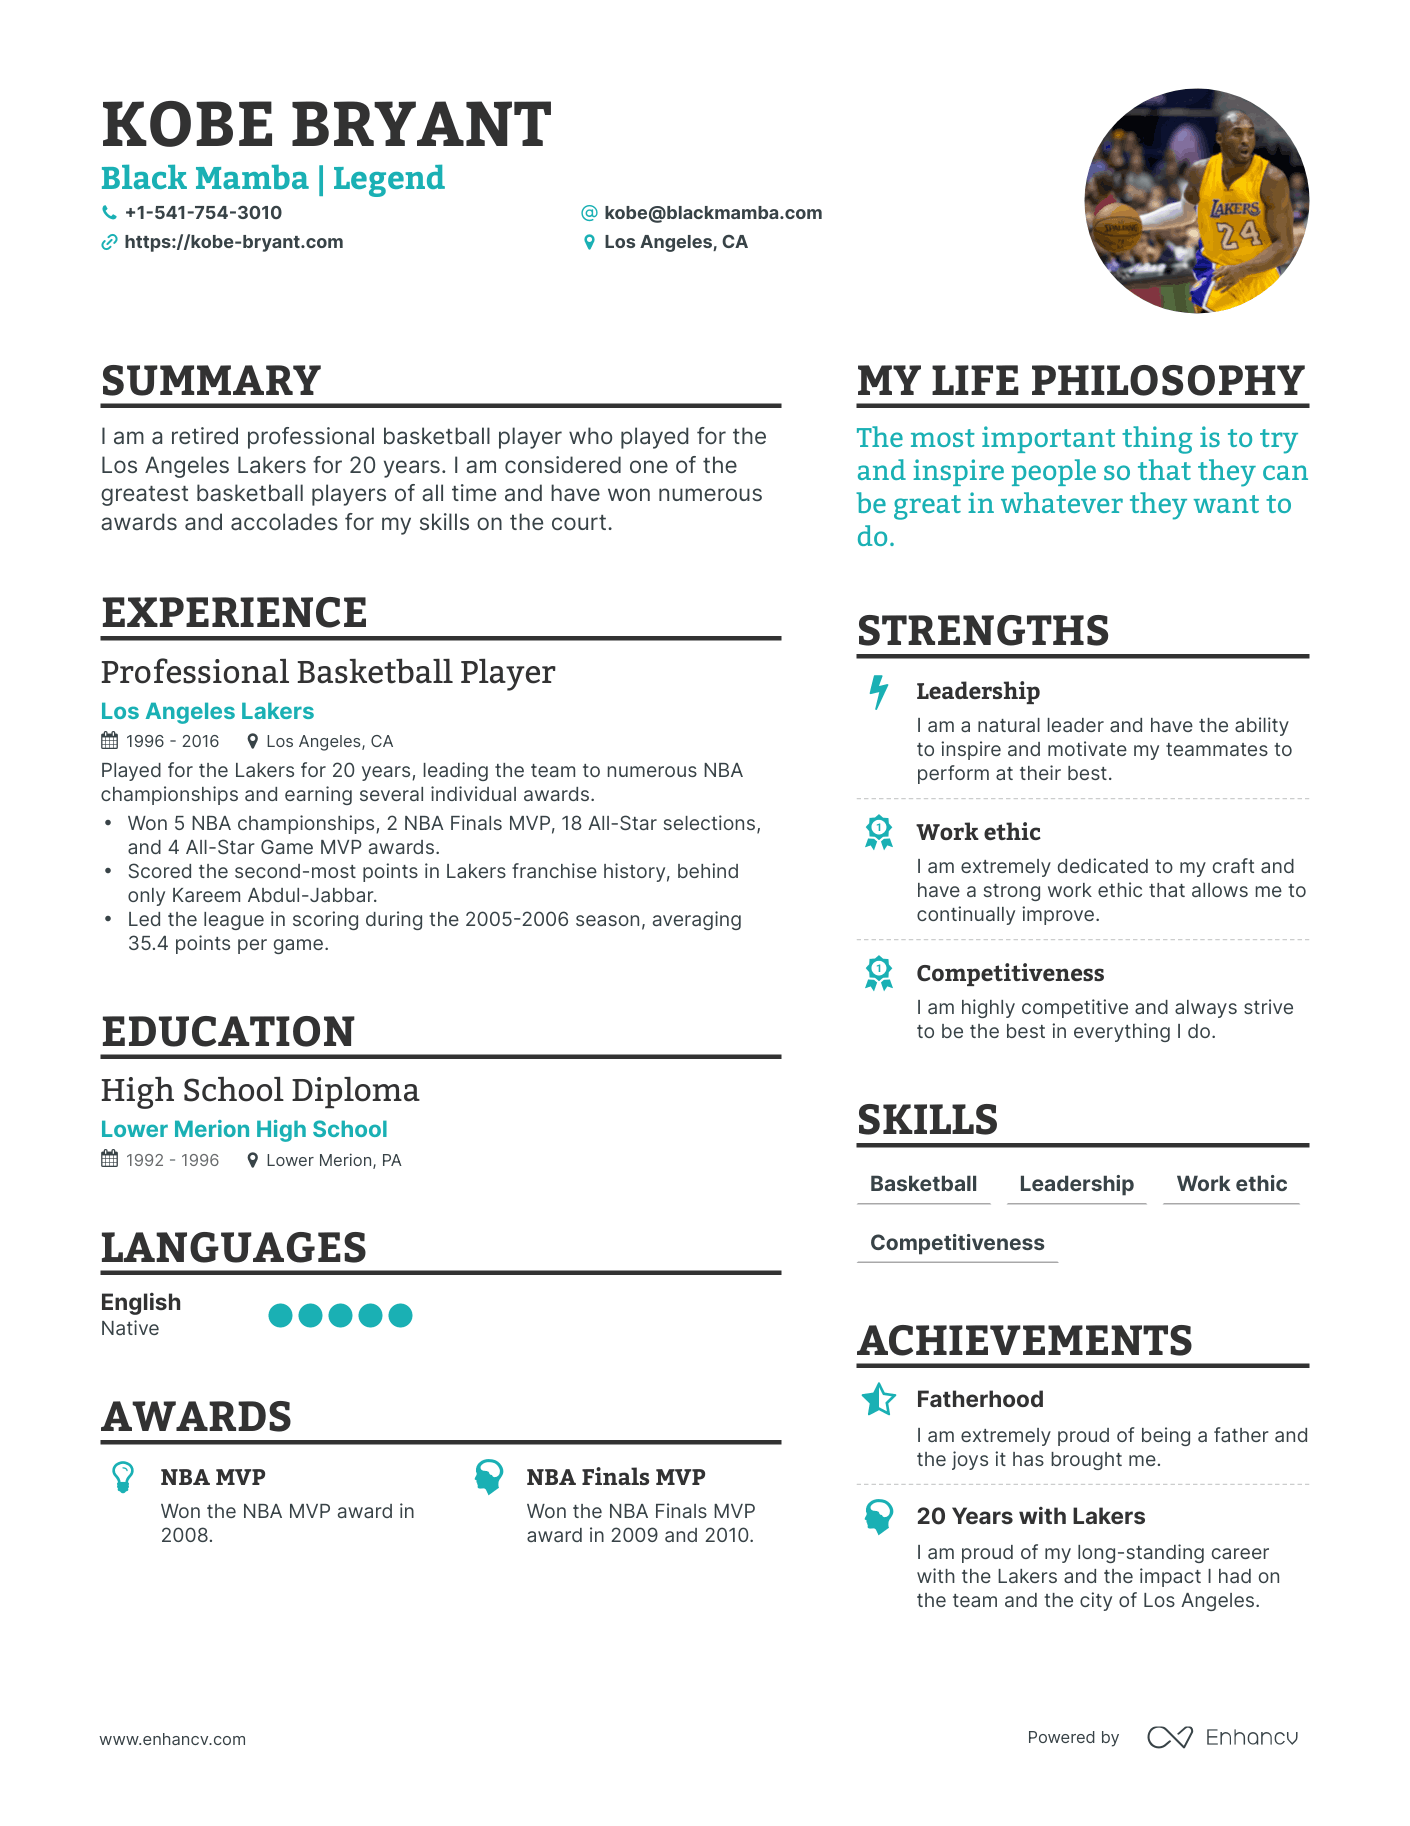 KOBE BRYANT
Black Mamba | Legend
+1-541-754-3010
kobe@blackmamba.com
https://kobe-bryant.com
Los Angeles, CA
LAKERS
24
SPALDING
SUMMARY
I am a retired professional basketball player who played for the
Los Angeles Lakers for 20 years. I am considered one of the
greatest basketball players of all time and have won numerous
awards and accolades for my skills on the court.
EXPERIENCE
Professional Basketball Player
Los Angeles Lakers
1996 - 2016 Los Angeles, CA
Played for the Lakers for 20 years, leading the team to numerous NBA
championships and earning several individual awards.
• Won 5 NBA championships, 2 NBA Finals MVP, 18 All-Star selections,
and 4 All-Star Game MVP awards.
• Scored the second-most points in Lakers franchise history, behind
only Kareem Abdul-Jabbar.
• Led the league in scoring during the 2005-2006 season, averaging
35.4 points per game.
EDUCATION
High School Diploma
Lower Merion High School
1992 - 1996 Lower Merion, PA
LANGUAGES
English
Native
AWARDS
NBA MVP
Won the NBA MVP award in
2008.
NBA Finals MVP
Won the NBA Finals MVP
award in 2009 and 2010.
MY LIFE PHILOSOPHY
The most important thing is to try
and inspire people so that they can
be great in whatever they want to
do.
STRENGTHS
Leadership
I am a natural leader and have the ability
to inspire and motivate my teammates to
perform at their best.
1
Work ethic
I am extremely dedicated to my craft and
have a strong work ethic that allows me to
continually improve.
1
Competitiveness
I am highly competitive and always strive
to be the best in everything I do.
SKILLS
Basketball Leadership Work ethic
Competitiveness
ACHIEVEMENTS
Fatherhood
I am extremely proud of being a father and
the joys it has brought me.
20 Years with Lakers
I am proud of my long-standing career
with the Lakers and the impact I had on
the team and the city of Los Angeles.
www.enhancv.com
Powered by Enhancv